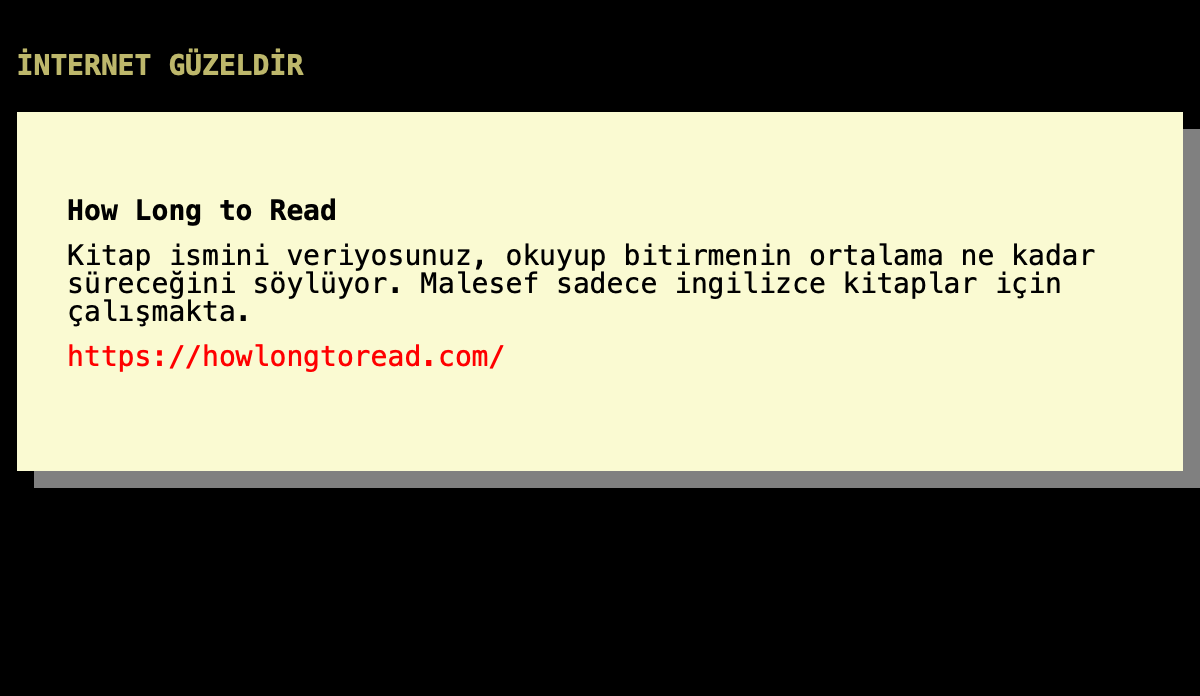 İNTERNET GÜZELDİR
How Long to Read
Kitap ismini veriyosunuz, okuyup bitirmenin ortalama ne kadar
süreceğini söylüyor. Malesef sadece ingilizce kitaplar için
çalışmakta.
https://howlongtoread.com/